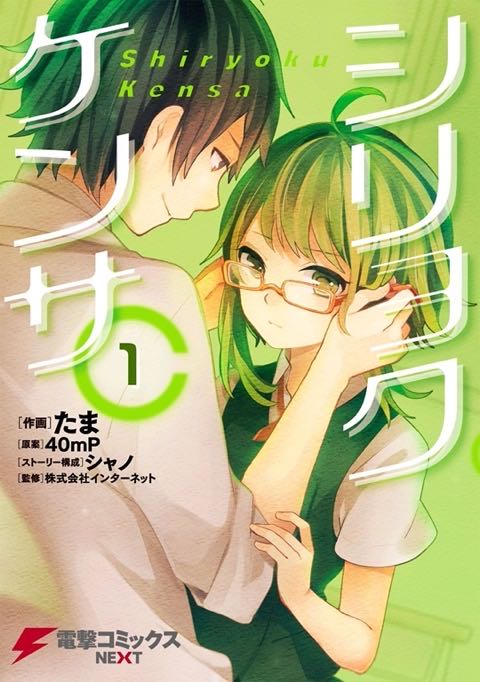 シリョクケンサ
Shiryoku
Kensa
1
[作画]たま
[原案]40mP
[ストーリー構成]シャノ
[監修]株式会社インターネット
電撃コミックス
NEXT